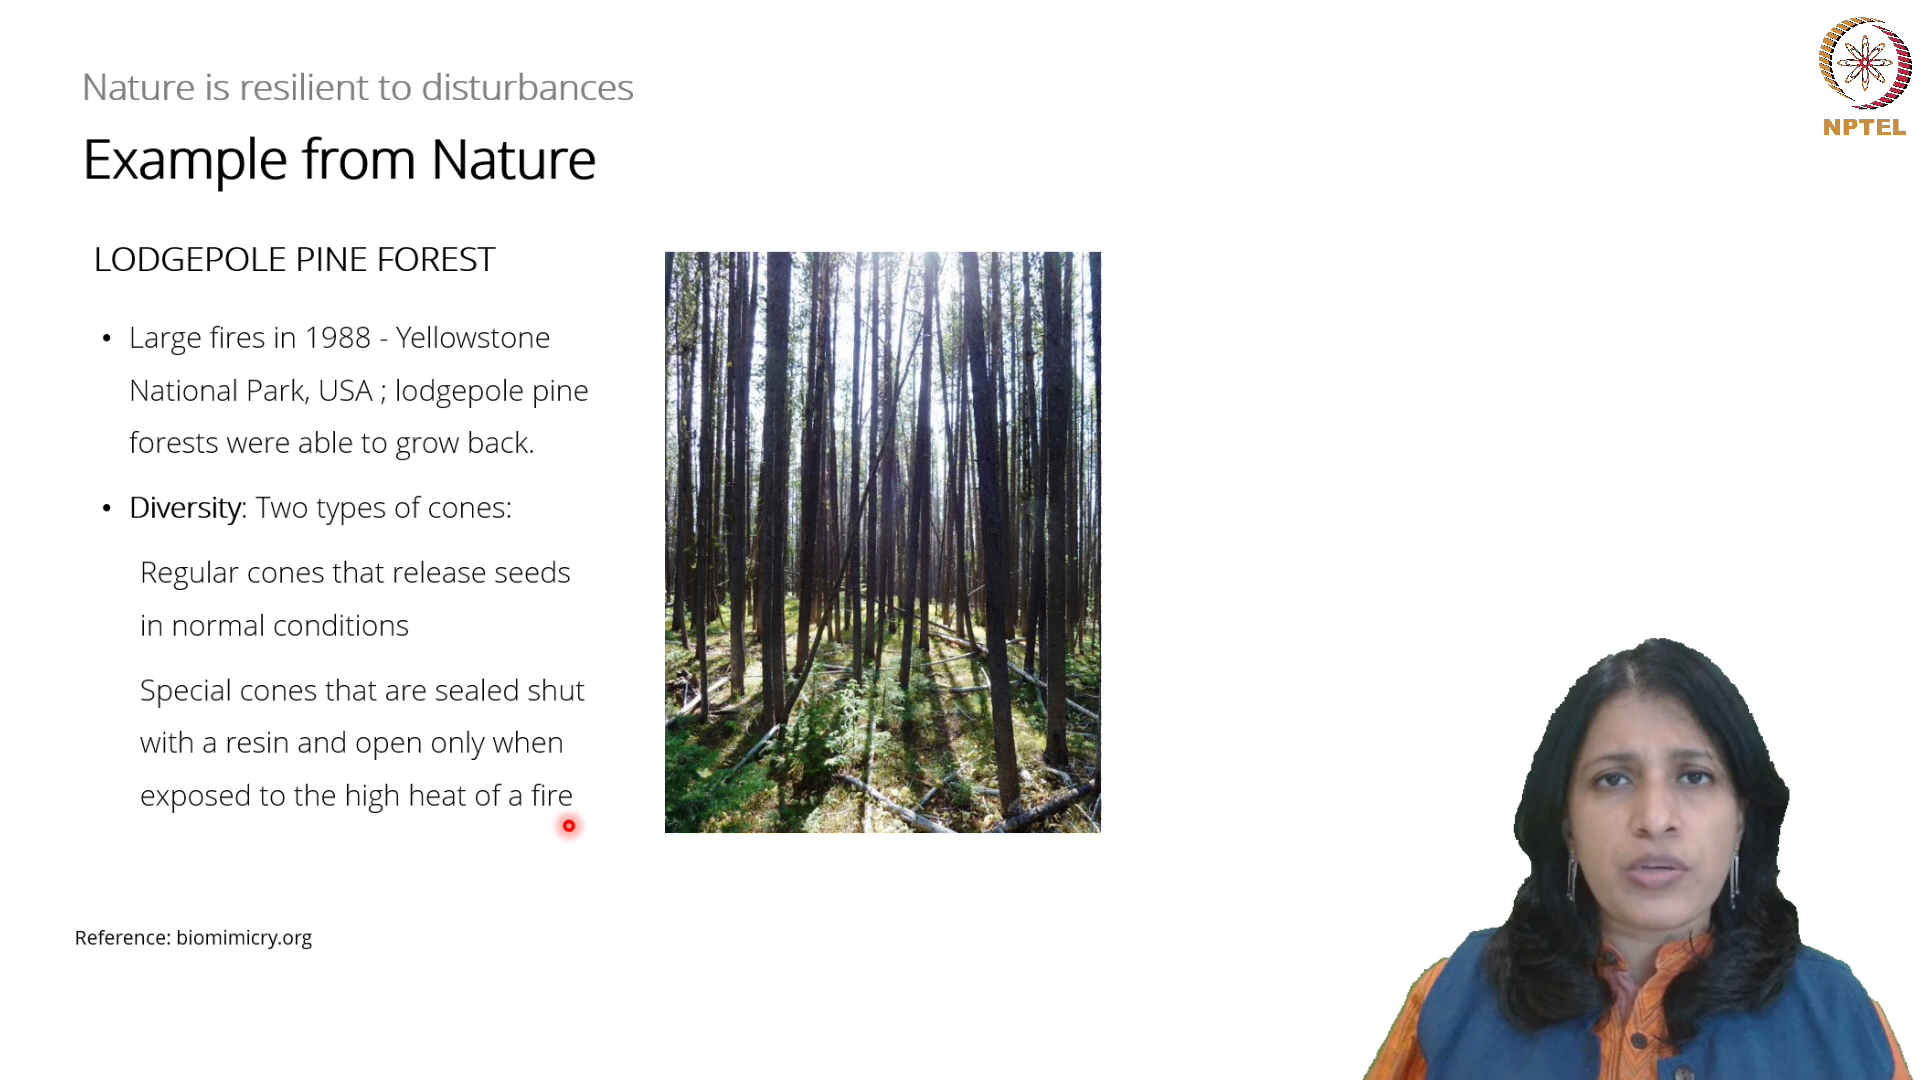 Nature is resilient to disturbances
Example from Nature
LODGEPOLE PINE FOREST
• Large fires in 1988 - Yellowstone
National Park, USA ; lodgepole pine
forests were able to grow back.
• Diversity: Two types of cones:
Regular cones that release seeds
in normal conditions
Special cones that are sealed shut
with a resin and open only when
exposed to the high heat of a fire
Reference: biomimicry.org
NPTEL